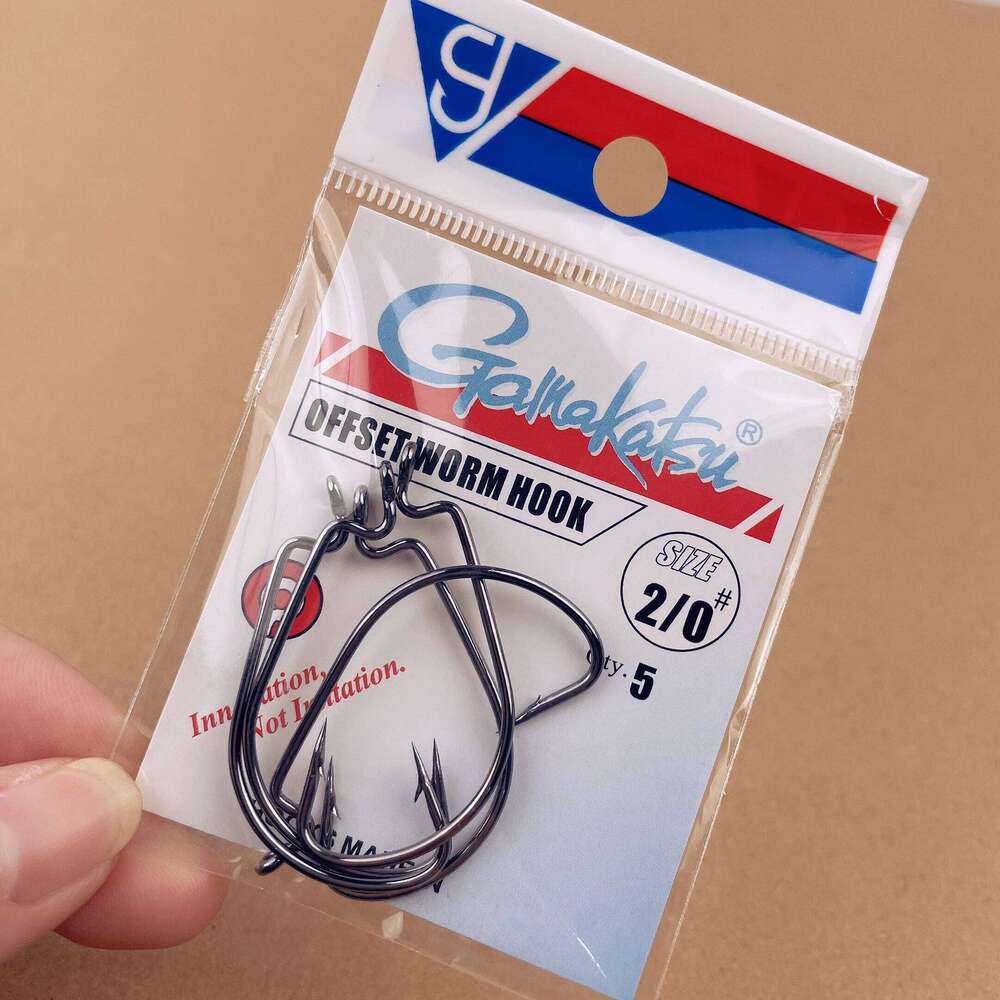 Gamakatsu®
OFFSET WORM HOOK
SIZE
2/0#
Qty. 5
Innovation,
Not Imitation.